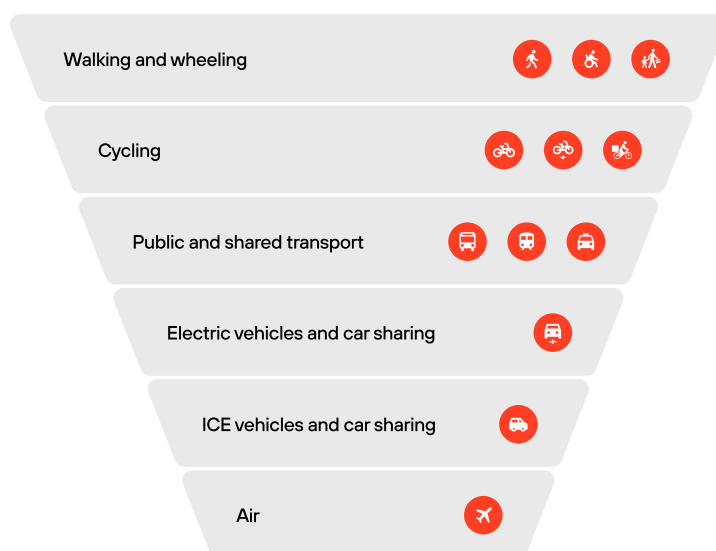 Walking and wheeling
Cycling
Public and shared transport
Electric vehicles and car sharing
ICE vehicles and car sharing
Air